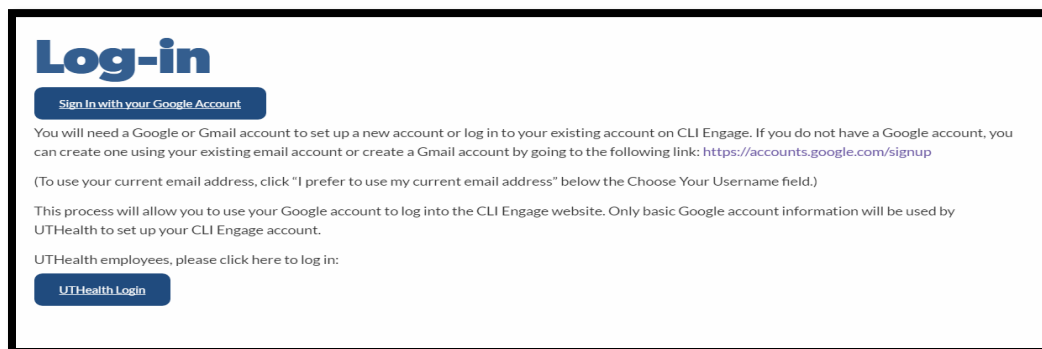 Log-in
Sign In with your Google Account
You will need a Google or Gmail account to set up a new account or log in to your existing account on CLI Engage. If you do not have a Google account, you
can create one using your existing email account or create a Gmail account by going to the following link: https://accounts.google.com/signup
(To use your current email address, click “I prefer to use my current email address” below the Choose Your Username field.)
This process will allow you to use your Google account to log into the CLI Engage website. Only basic Google account information will be used by
UTHealth to set up your CLI Engage account.
UTHealth employees, please click here to log in:
UTHealth Login